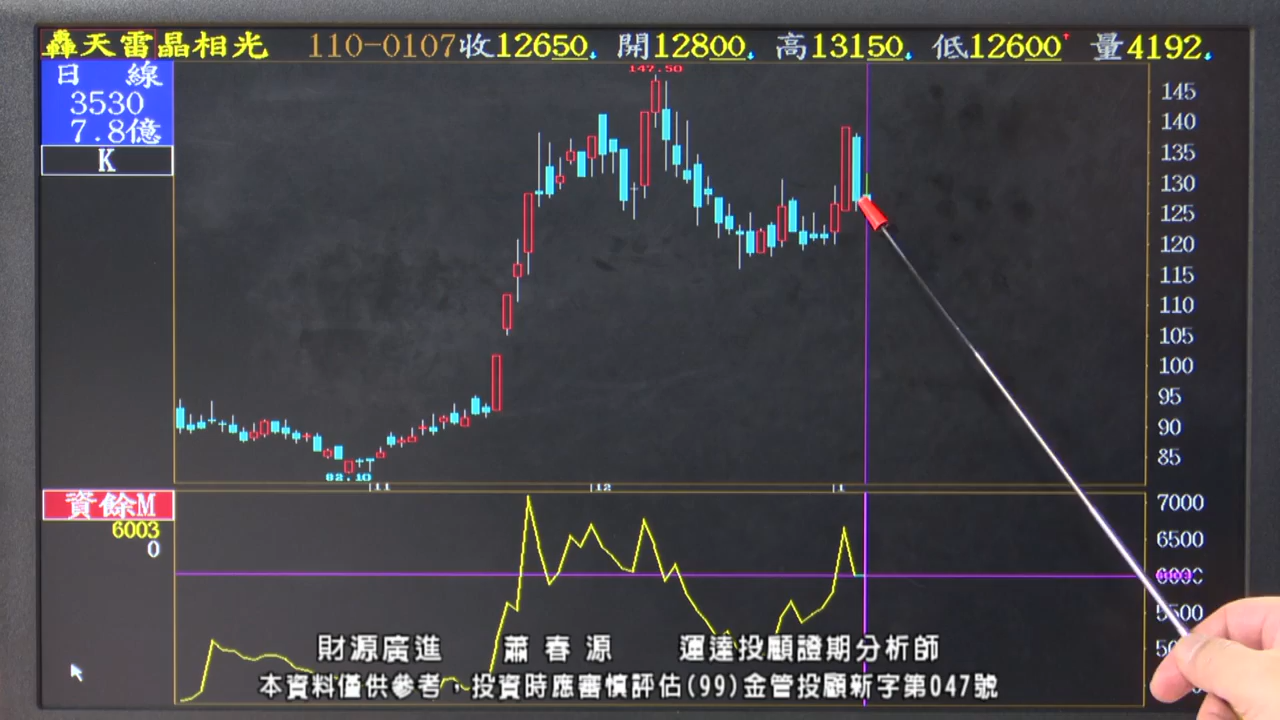 轟天雷晶相光 110-0107收12650 開12800 高13150 低12600 量4192
日 線
3530
7.8億
K
147.50
145
140
135
130
125
120
115
110
105
100
95
90
85
82.10
11 12 1
資餘M
6003
0
7000
6500
5500
財源廣進 蕭春源 運達投顧證期分析師
本資料僅供參考，投資時應審慎評估(99)金管投顧新字第047號